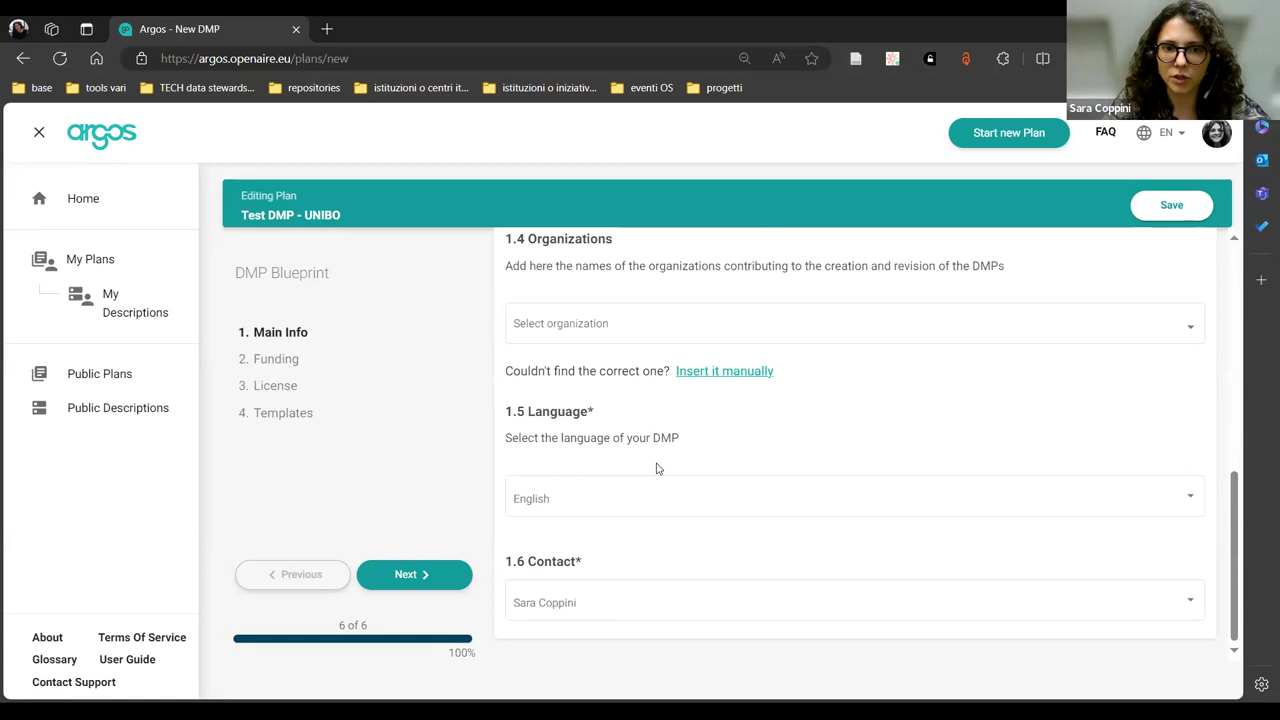 Argos - New DMP
https://argos.openaire.eu/plans/new
base
tools vari
TECH data stewards...
repositories
istituzioni o centri it...
istituzioni o iniziativ...
eventi OS
progetti
Sara Coppini
argos
Start new Plan
FAQ
EN
Home
My Plans
My
Descriptions
Public Plans
Public Descriptions
About
Terms Of Service
Glossary
User Guide
Contact Support
Editing Plan
Test DMP - UNIBO
Save
DMP Blueprint
1. Main Info
2. Funding
3. License
4. Templates
Previous
Next
6 of 6
100%
1.4 Organizations
Add here the names of the organizations contributing to the creation and revision of the DMPs
Select organization
Couldn't find the correct one? Insert it manually
1.5 Language*
Select the language of your DMP
English
1.6 Contact*
Sara Coppini